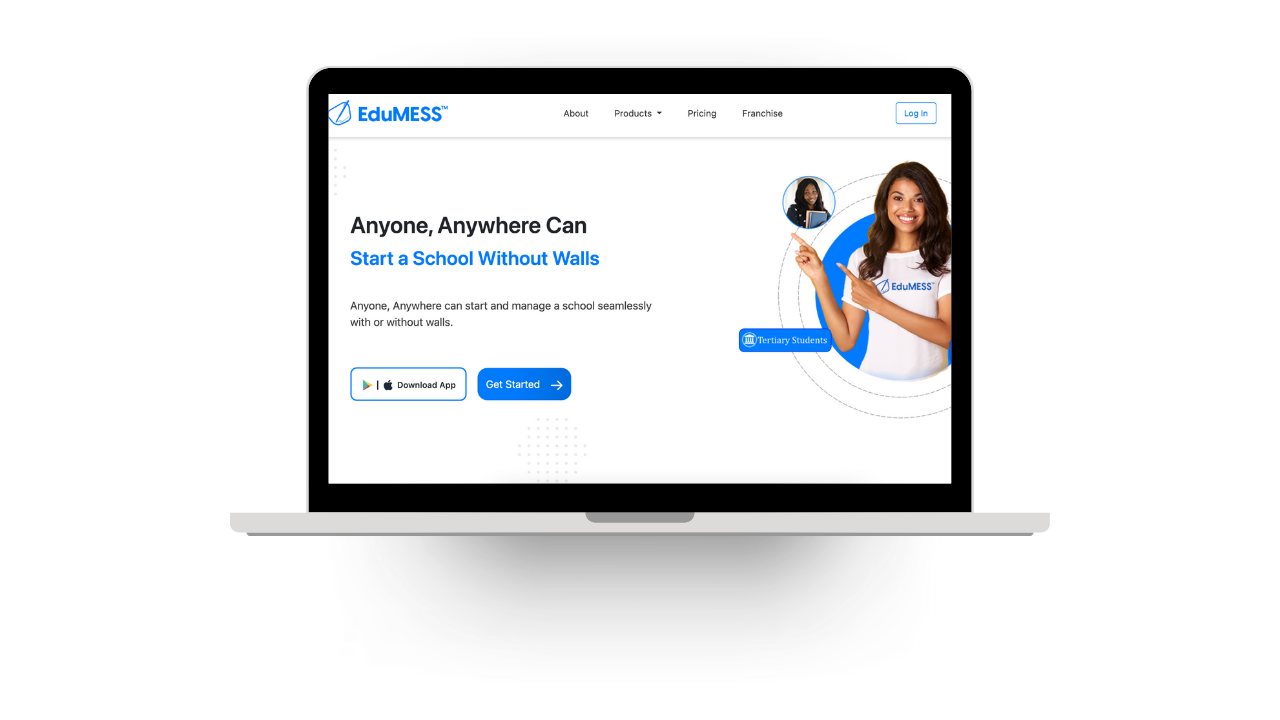 EduMESS™
About
Products
Pricing
Franchise
Log In
Anyone, Anywhere Can
Start a School Without Walls
Anyone, Anywhere can start and manage a school seamlessly
with or without walls.
Download App
Get Started
EduMESS™
Tertiary Students